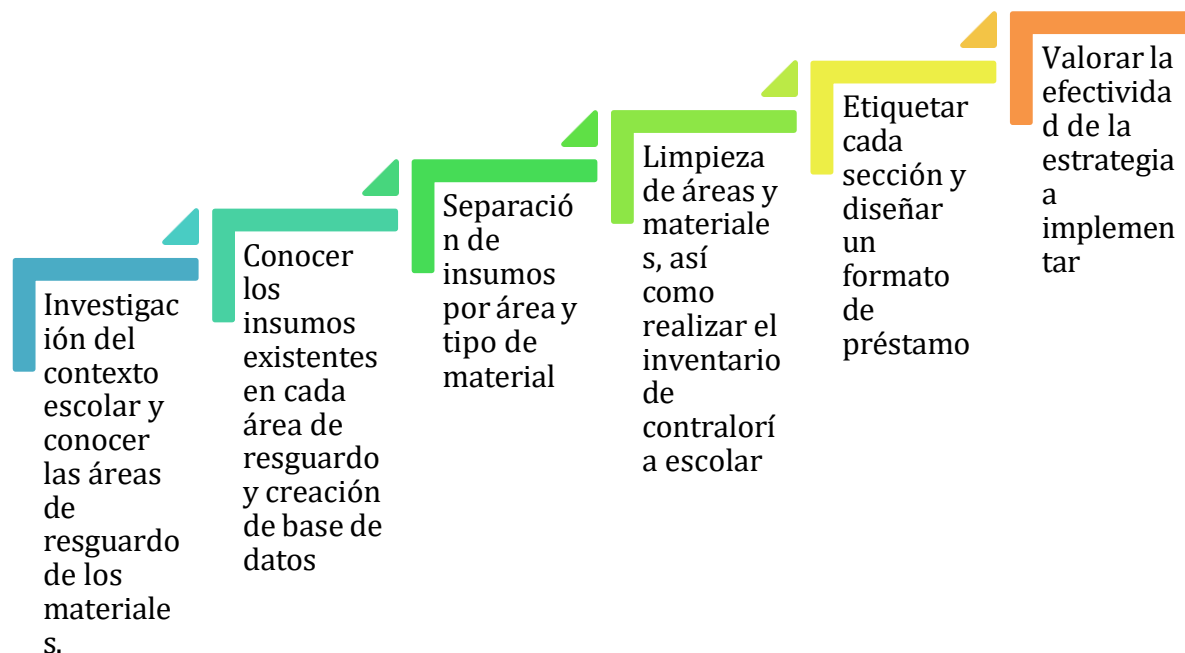 Investigac
ión del
contexto
escolar y
conocer
las áreas
de
resguardo
de los
materiale
s.
Conocer
los
insumos
existentes
en cada
área de
resguardo
y creación
de base de
datos
Separació
n de
insumos
por área y
tipo de
material
Limpieza
de áreas y
materiale
s, así
como
realizar el
inventario
de
contralorí
a escolar
Etiquetar
cada
sección y
diseñar
un
formato
de
préstamo
Valorar la
efectivida
d de la
estrategia
a
implemen
tar